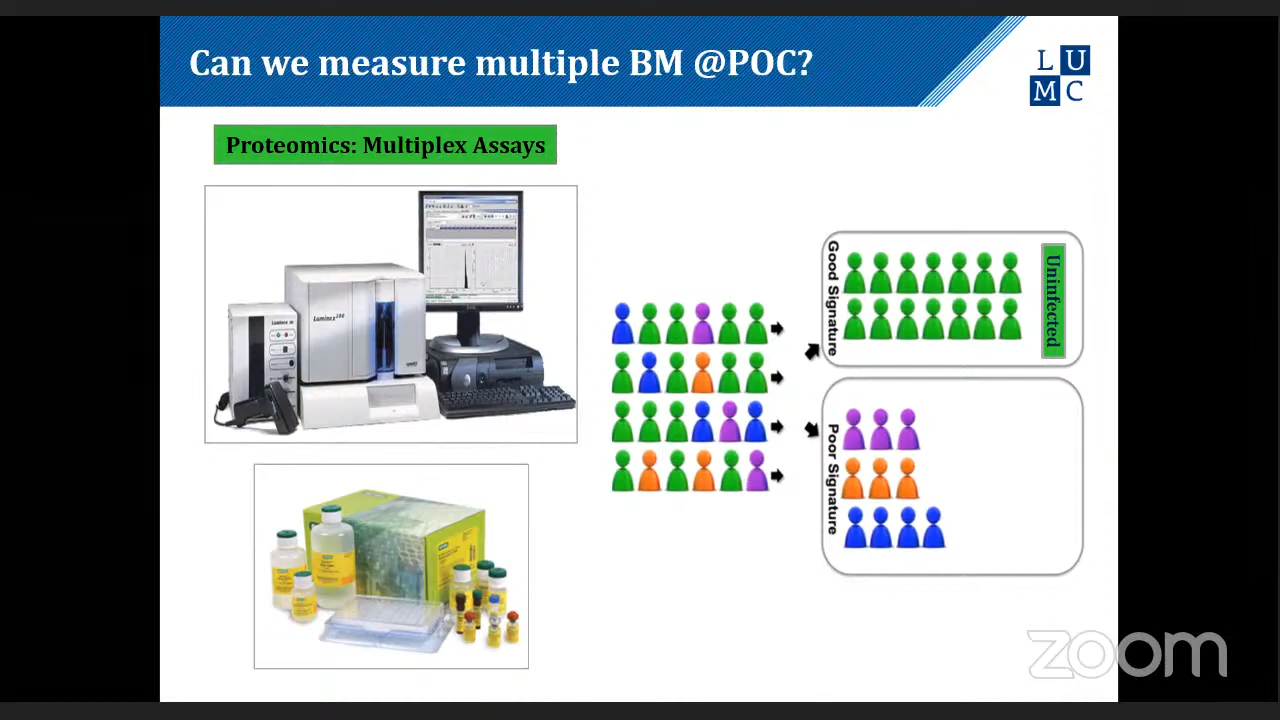 Can we measure multiple BM @POC?
L U
M C
Proteomics: Multiplex Assays
Luminex 100
Good Signature
Uninfected
Poor Signature
zoom